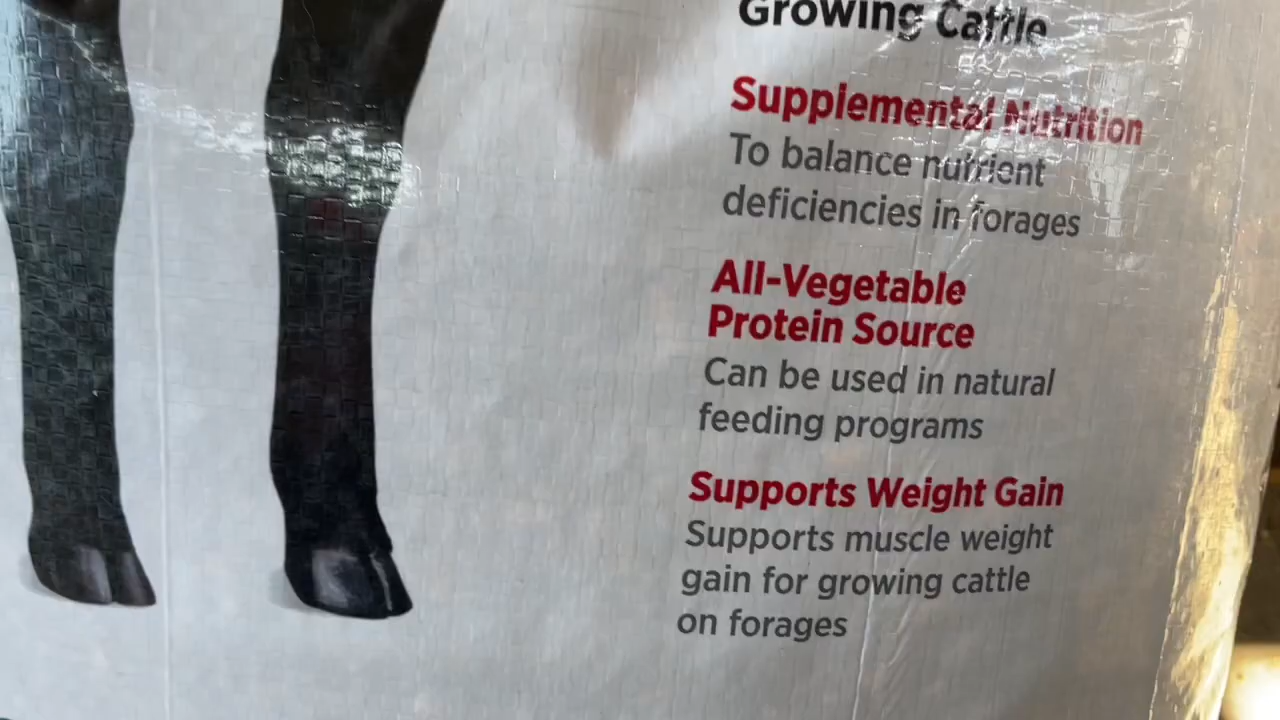 Growing Cattle
Supplemental Nutrition
To balance nutrient
deficiencies in forages
All-Vegetable
Protein Source
Can be used in natural
feeding programs
Supports Weight Gain
Supports muscle weight
gain for growing cattle
on forages